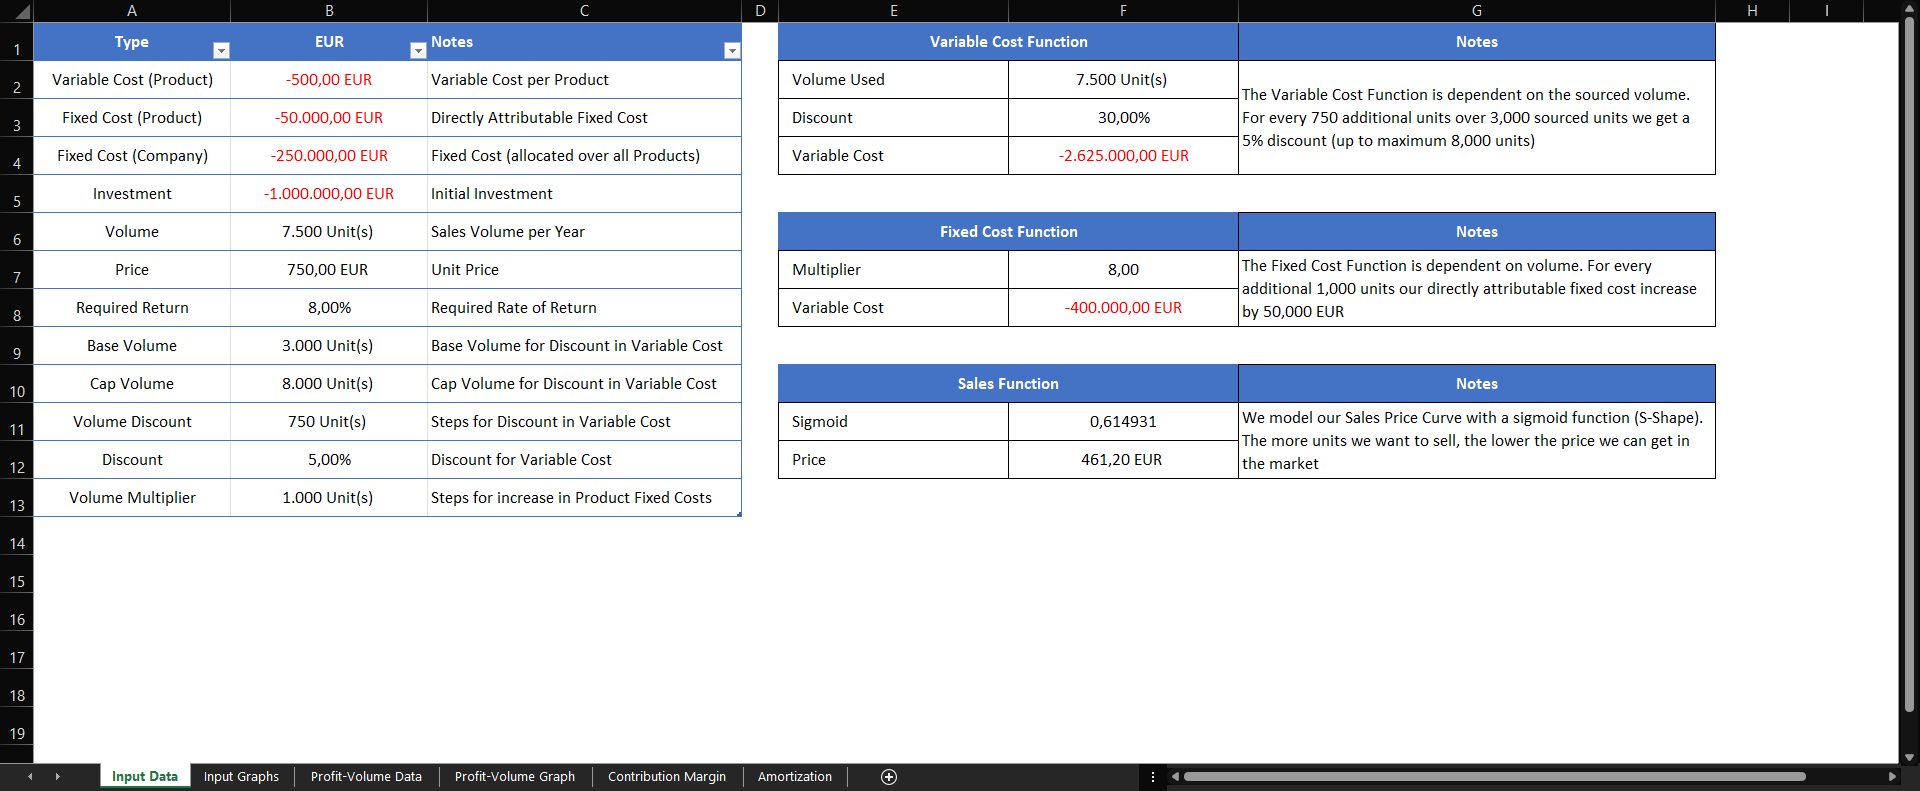 A B C D E F G H I
1 Type EUR Notes Variable Cost Function Notes
2 Variable Cost (Product) -500,00 EUR Variable Cost per Product Volume Used 7.500 Unit(s)
The Variable Cost Function is dependent on the sourced volume.
3 Fixed Cost (Product) -50.000,00 EUR Directly Attributable Fixed Cost Discount 30,00% For every 750 additional units over 3,000 sourced units we get a
5% discount (up to maximum 8,000 units)
4 Fixed Cost (Company) -250.000,00 EUR Fixed Cost (allocated over all Products) Variable Cost -2.625.000,00 EUR
5 Investment -1.000.000,00 EUR Initial Investment
6 Volume 7.500 Unit(s) Sales Volume per Year Fixed Cost Function Notes
7 Price 750,00 EUR Unit Price Multiplier 8,00 The Fixed Cost Function is dependent on volume. For every
additional 1,000 units our directly attributable fixed cost increase
8 Required Return 8,00% Required Rate of Return Variable Cost -400.000,00 EUR by 50,000 EUR
9 Base Volume 3.000 Unit(s) Base Volume for Discount in Variable Cost
10 Cap Volume 8.000 Unit(s) Cap Volume for Discount in Variable Cost Sales Function Notes
11 Volume Discount 750 Unit(s) Steps for Discount in Variable Cost Sigmoid 0,614931 We model our Sales Price Curve with a sigmoid function (S-Shape).
The more units we want to sell, the lower the price we can get in
12 Discount 5,00% Discount for Variable Cost Price 461,20 EUR the market
13 Volume Multiplier 1.000 Unit(s) Steps for increase in Product Fixed Costs
14
15
16
17
18
19
Input Data Input Graphs Profit-Volume Data Profit-Volume Graph Contribution Margin Amortization